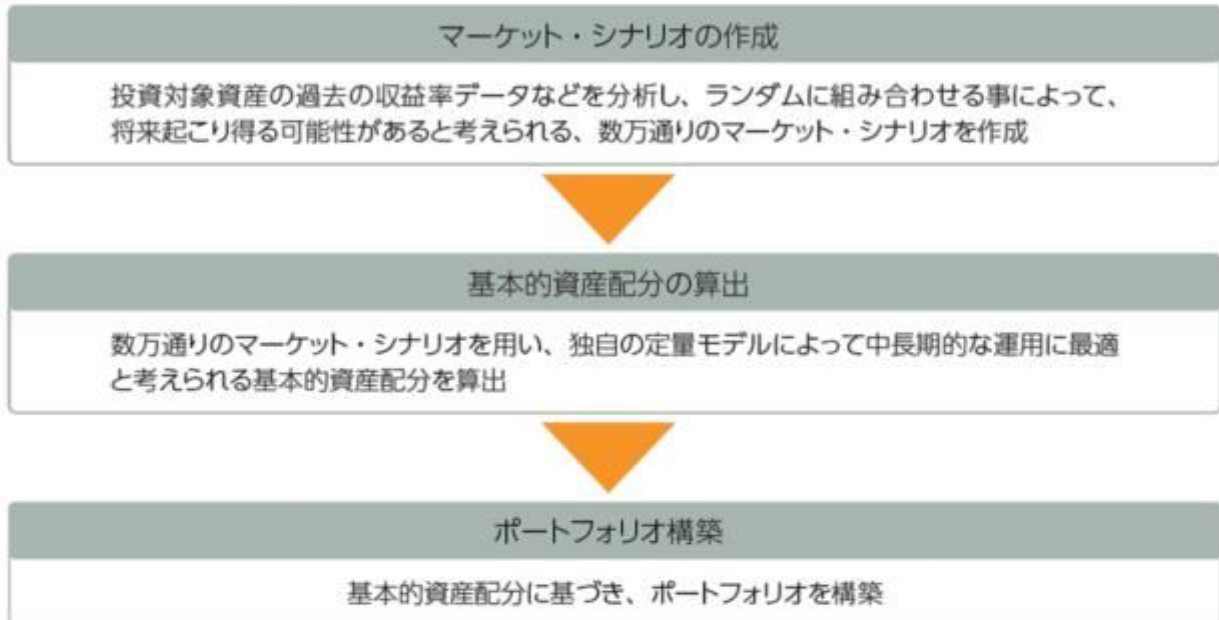 マーケット・シナリオの作成
投資対象資産の過去の収益率データなどを分析し、ランダムに組み合わせる事によって、
将来起こり得る可能性があると考えられる、数万通りのマーケット・シナリオを作成
基本的資産配分の算出
数万通りのマーケット・シナリオを用い、独自の定量モデルによって中長期的な運用に最適
と考えられる基本的資産配分を算出
ポートフォリオ構築
基本的資産配分に基づき、ポートフォリオを構築